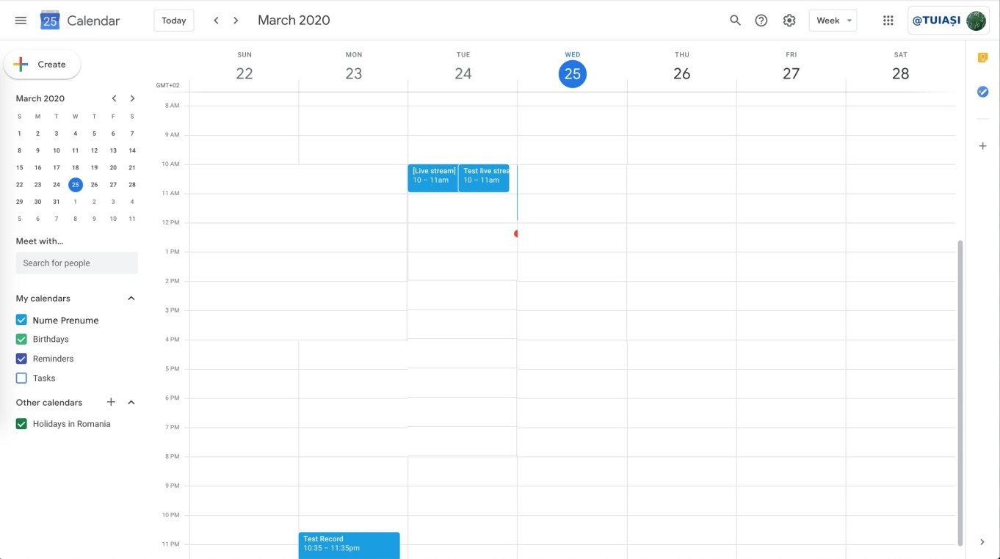 25 Calendar Today March 2020 Week @TUIAȘI
Create
March 2020
S M T W T F S
1 2 3 4 5 6 7
8 9 10 11 12 13 14
15 16 17 18 19 20 21
22 23 24 25 26 27 28
29 30 31 1 2 3 4
5 6 7 8 9 10 11
Meet with...
Search for people
My calendars
Nume Prenume
Birthdays
Reminders
Tasks
Other calendars
Holidays in Romania
SUN MON TUE WED THU FRI SAT
22 23 24 25 26 27 28
GMT+02
8 AM
9 AM
10 AM
[Live stream] Test live strea
10 – 11am 10 – 11am
11 AM
12 PM
1 PM
2 PM
3 PM
4 PM
5 PM
6 PM
7 PM
8 PM
9 PM
10 PM
Test Record
11 PM 10:35 – 11:35pm